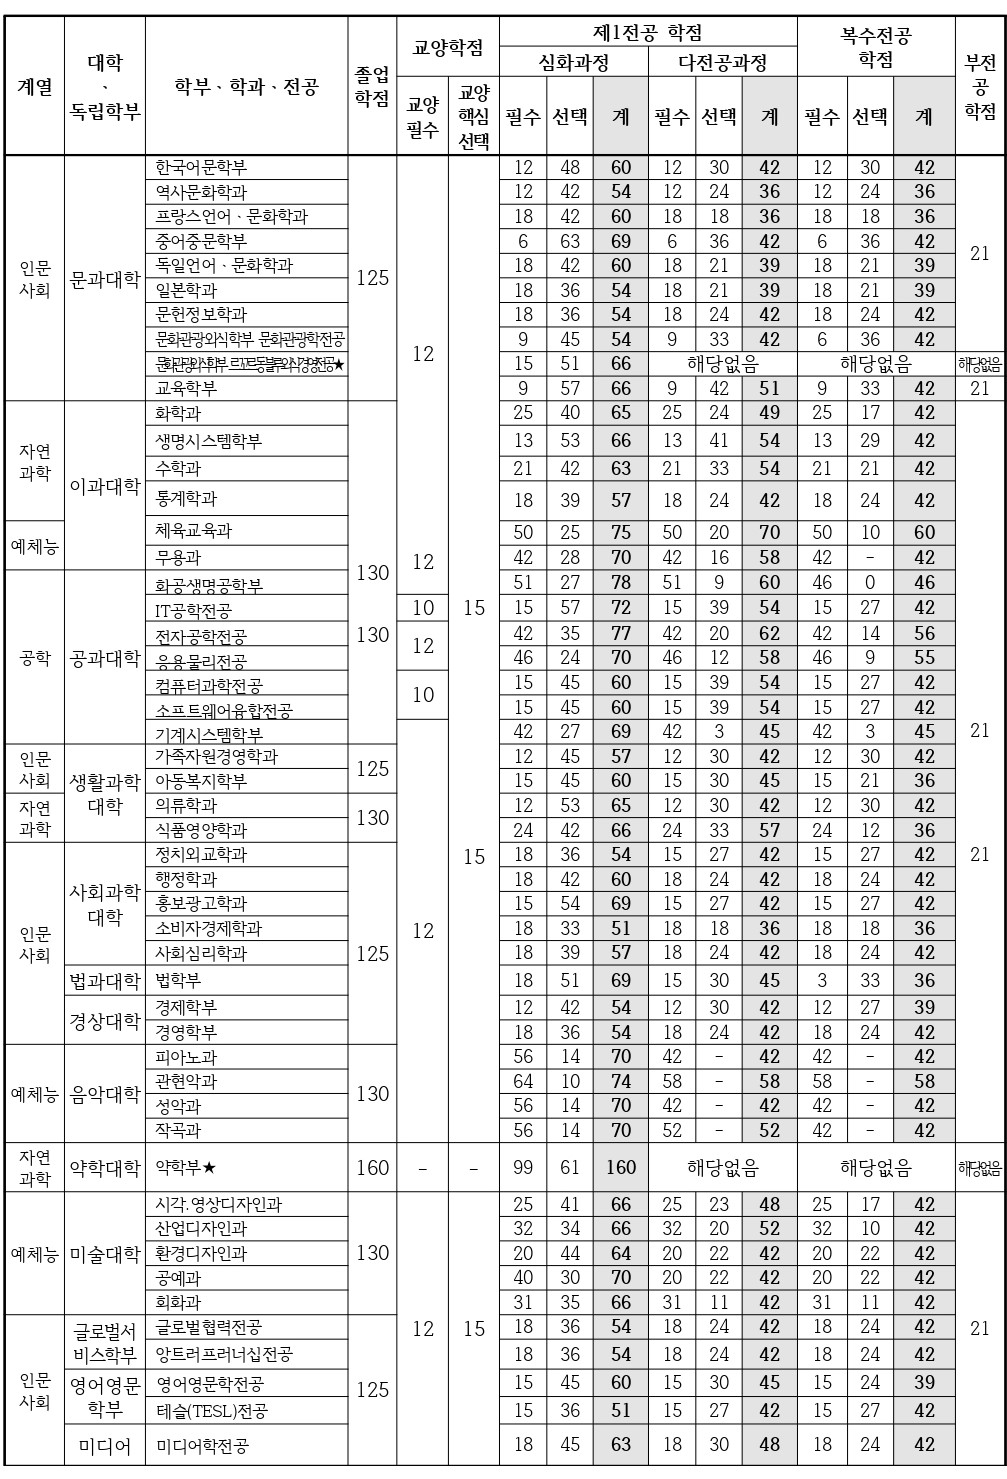 계열 대학、독립학부 학부、학과、전공 졸업학점 교양학점 제1전공 학점 복수전공학점 부전공학점
심화과정 다전공과정
교양필수 교양핵심선택 필수 선택 계 필수 선택 계 필수 선택 계
인문사회 문과대학 한국어문학부 125 12 15 12 48 60 12 30 42 12 30 42 21
역사문화학과 12 42 54 12 24 36 12 24 36
프랑스언어、문화학과 18 42 60 18 18 36 18 18 36
중어중문학부 6 63 69 6 36 42 6 36 42
독일언어、문화학과 18 42 60 18 21 39 18 21 39
일본학과 18 36 54 18 21 39 18 21 39
문헌정보학과 18 36 54 18 24 42 18 24 42
문화관광외식학부 문화관광학전공 9 45 54 9 33 42 6 36 42
문화관광외식학부 르꼬르동블루외식경영전공★ 15 51 66 해당없음 해당없음 해당없음
교육학부 9 57 66 9 42 51 9 33 42 21
자연과학 이과대학 화학과 130 12 25 40 65 25 24 49 25 17 42 21
생명시스템학부 13 53 66 13 41 54 13 29 42
수학과 21 42 63 21 33 54 21 21 42
통계학과 18 39 57 18 24 42 18 24 42
예체능 체육교육과 50 25 75 50 20 70 50 10 60
무용과 42 28 70 42 16 58 42 - 42
공학 공과대학 화공생명공학부 130 51 27 78 51 9 60 46 0 46
IT공학전공 10 15 57 72 15 39 54 15 27 42
전자공학전공 12 42 35 77 42 20 62 42 14 56
응용물리전공 46 24 70 46 12 58 46 9 55
컴퓨터과학전공 10 15 45 60 15 39 54 15 27 42
소프트웨어융합전공 15 45 60 15 39 54 15 27 42
기계시스템학부 12 42 27 69 42 3 45 42 3 45
인문사회 생활과학대학 가족자원경영학과 125 12 45 57 12 30 42 12 30 42
아동복지학부 15 45 60 15 30 45 15 21 36
자연과학 의류학과 130 12 53 65 12 30 42 12 30 42
식품영양학과 24 42 66 24 33 57 24 12 36
인문사회 사회과학대학 정치외교학과 125 15 18 36 54 15 27 42 15 27 42 21
행정학과 18 42 60 18 24 42 18 24 42
홍보광고학과 15 54 69 15 27 42 15 27 42
소비자경제학과 18 33 51 18 18 36 18 18 36
사회심리학과 18 39 57 18 24 42 18 24 42
법과대학 법학부 18 51 69 15 30 45 3 33 36
경상대학 경제학부 12 42 54 12 30 42 12 27 39
경영학부 18 36 54 18 24 42 18 24 42
예체능 음악대학 피아노과 130 56 14 70 42 - 42 42 - 42
관현악과 64 10 74 58 - 58 58 - 58
성악과 56 14 70 42 - 42 42 - 42
작곡과 56 14 70 52 - 52 42 - 42
자연과학 약학대학 약학부★ 160 - - 99 61 160 해당없음 해당없음 해당없음
예체능 미술대학 시각.영상디자인과 130 12 15 25 41 66 25 23 48 25 17 42 21
산업디자인과 32 34 66 32 20 52 32 10 42
환경디자인과 20 44 64 20 22 42 20 22 42
공예과 40 30 70 20 22 42 20 22 42
회화과 31 35 66 31 11 42 31 11 42
인문사회 글로벌서비스학부 글로벌협력전공 125 18 36 54 18 24 42 18 24 42
앙트러프러너십전공 18 36 54 18 24 42 18 24 42
영어영문학부 영어영문학전공 15 45 60 15 30 45 15 24 39
테슬(TESL)전공 15 36 51 15 27 42 15 27 42
미디어 미디어학전공 18 45 63 18 30 48 18 24 42